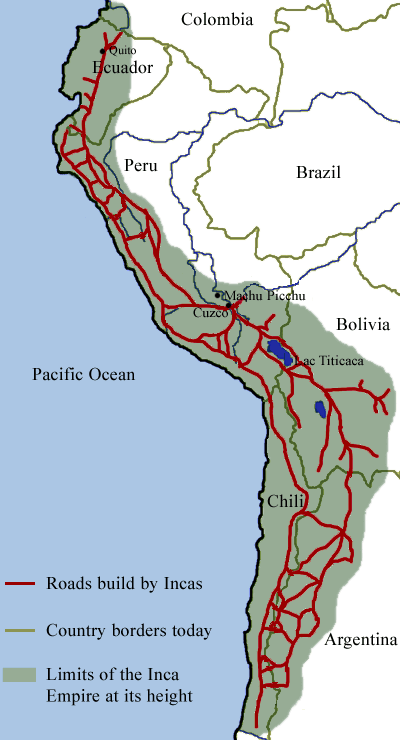 Colombia
Quito
Ecuador
Peru
Brazil
Machu Picchu
Cuzco
Bolivia
Lac Titicaca
Pacific Ocean
Chili
Roads build by Incas
Country borders today
Argentina
Limits of the Inca
Empire at its height